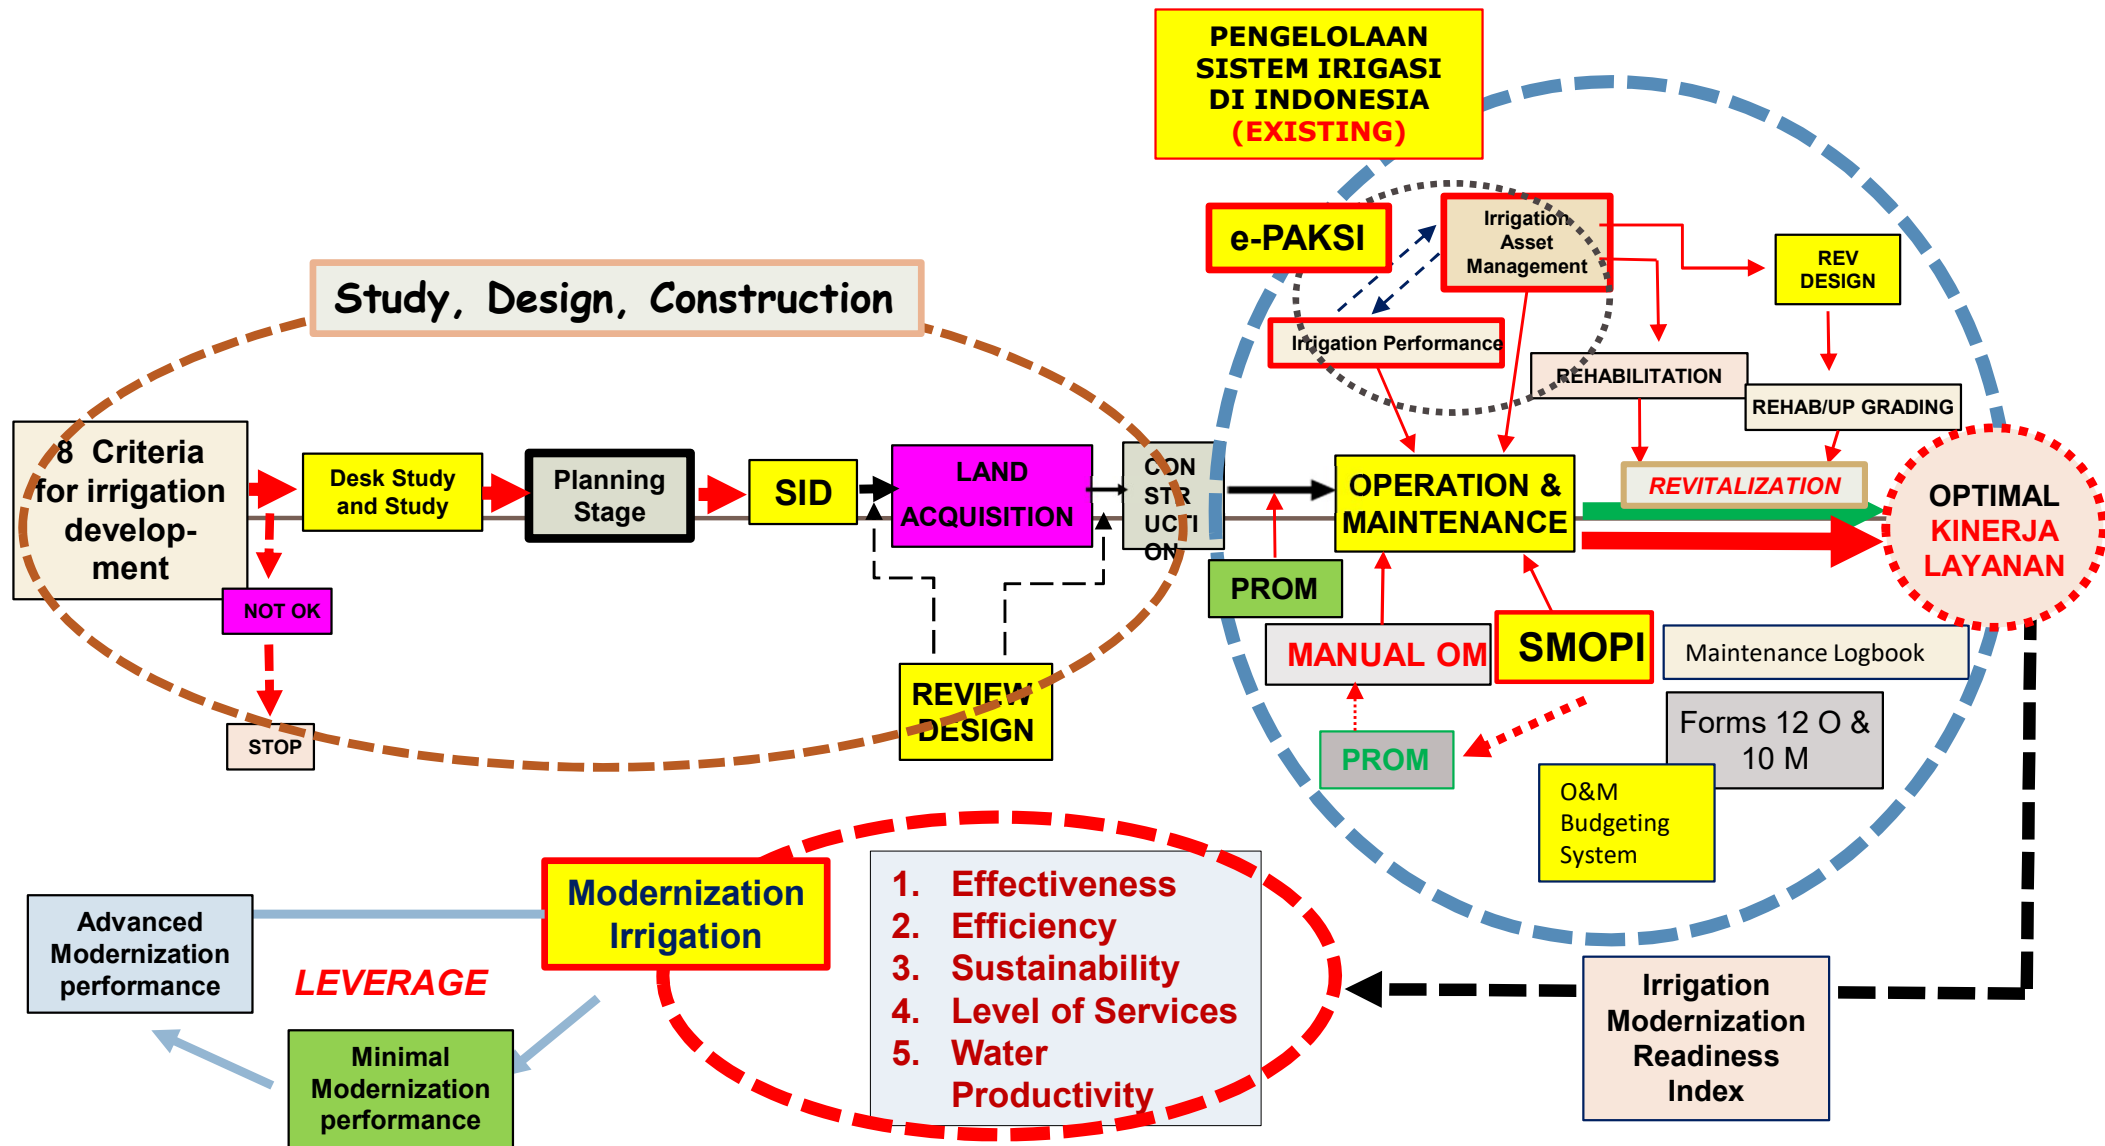 PENGELOLAAN
SISTEM IRIGASI
DI INDONESIA
(EXISTING)
e-PAKSI
Irrigation
Asset
Management
REV
DESIGN
Irrigation Performance
REHABILITATION
REHAB/UP GRADING
Study, Design, Construction
8 Criteria
for irrigation
develop-
ment
Desk Study
and Study
Planning
Stage
SID
LAND
ACQUISITION
CON
STR
UCTI
ON
OPERATION &
MAINTENANCE
REVITALIZATION
OPTIMAL
KINERJA
LAYANAN
NOT OK
STOP
REVIEW
DESIGN
PROM
MANUAL OM
SMOPI
Maintenance Logbook
PROM
Forms 12 O &
10 M
O&M
Budgeting
System
Modernization
Irrigation
1. Effectiveness
2. Efficiency
3. Sustainability
4. Level of Services
5. Water
Productivity
Advanced
Modernization
performance
LEVERAGE
Minimal
Modernization
performance
Irrigation
Modernization
Readiness
Index